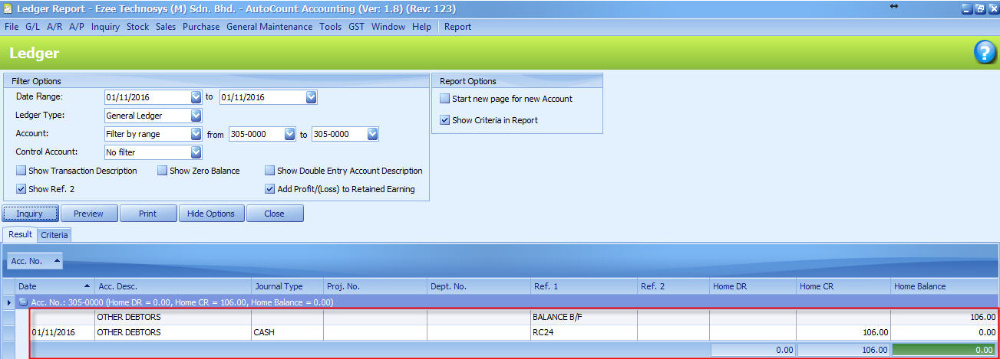 Ledger Report - Ezee Technosys (M) Sdn. Bhd. - AutoCount Accounting (Ver: 1.8) (Rev: 123)
File G/L A/R A/P Inquiry Stock Sales Purchase General Maintenance Tools GST Window Help Report
Ledger
Filter Options Report Options
Date Range: 01/11/2016 to 01/11/2016 Start new page for new Account
Ledger Type: General Ledger Show Criteria in Report
Account: Filter by range from 305-0000 to 305-0000
Control Account: No filter
Show Transaction Description Show Zero Balance Show Double Entry Account Description
Show Ref. 2 Add Profit/(Loss) to Retained Earning
Inquiry Preview Print Hide Options Close
Result Criteria
Acc. No.
Date Acc. Desc. Journal Type Proj. No. Dept. No. Ref. 1 Ref. 2 Home DR Home CR Home Balance
Acc. No.: 305-0000 (Home DR = 0.00, Home CR = 106.00, Home Balance = 0.00)
OTHER DEBTORS BALANCE B/F 106.00
01/11/2016 OTHER DEBTORS CASH RC24 106.00 0.00
0.00 106.00 0.00